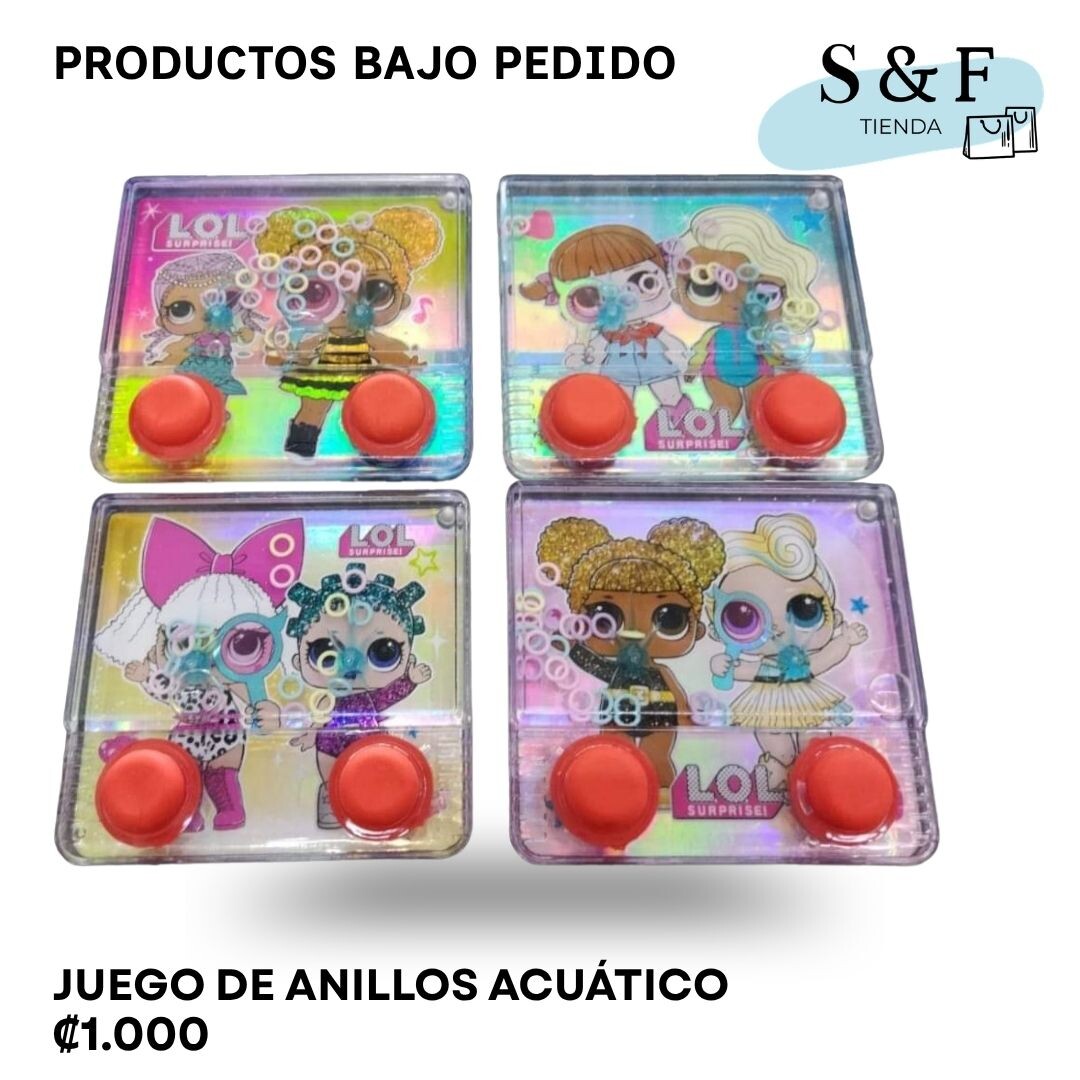 PRODUCTOS BAJO PEDIDO
S & F
TIENDA
LOL
SURPRISE!
LOL
SURPRISE!
LOL
SURPRISE!
LOL
SURPRISE!
JUEGO DE ANILLOS ACUÁTICO
₡1.000